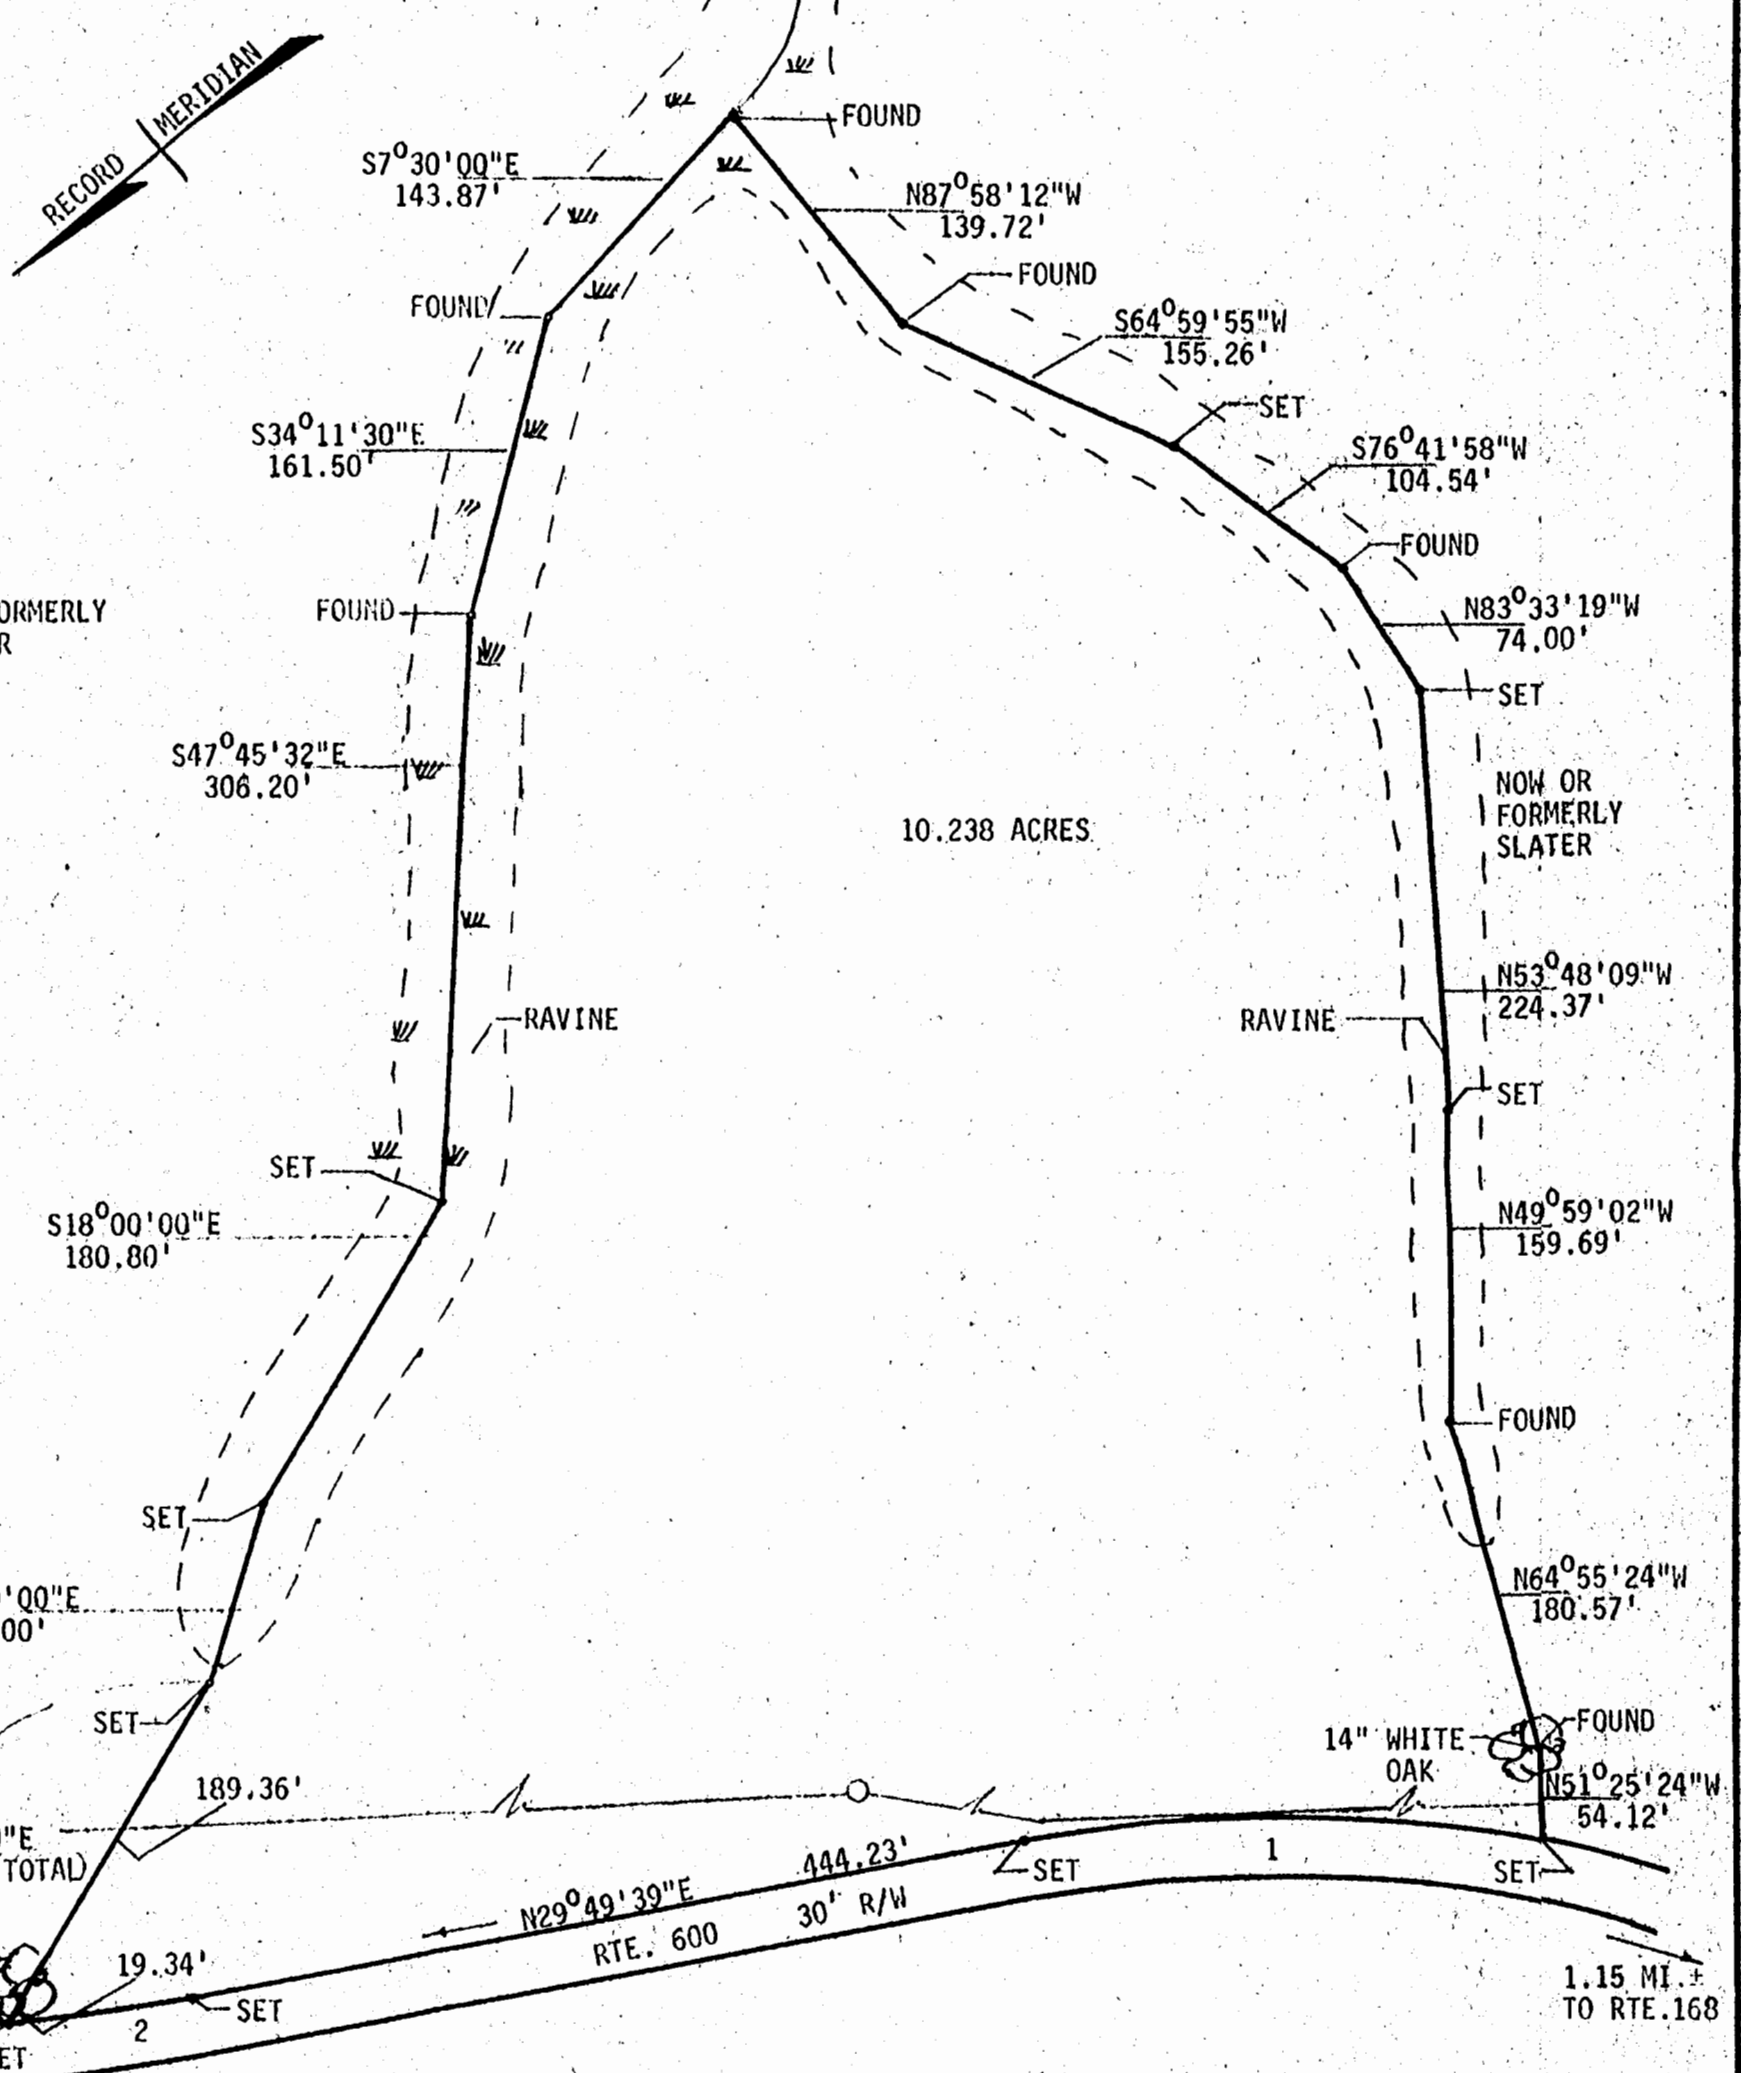 RECORD MERIDIAN
FOUND
S7°30'00"E
143.87'
N87°58'12"W
139.72'
FOUND
FOUND
S64°59'55"W
155.26'
SET
S34°11'30"E
161.50'
S76°41'58"W
104.54'
FOUND
ORMERLY
R
FOUND
N83°33'19"W
74.00'
SET
S47°45'32"E
306.20'
NOW OR
FORMERLY
SLATER
10.238 ACRES
N53°48'09"W
224.37'
RAVINE
RAVINE
SET
SET
S18°00'00"E
180.80'
N49°59'02"W
159.69'
FOUND
SET
'00"E
00'
N64°55'24"W
180.57'
SET
FOUND
14" WHITE
OAK
189.36'
N51°25'24"W
54.12'
"E
TOTAL)
444.23'
SET
1
SET
N29°49'39"E
30' R/W
RTE. 600
19.34'
SET
2
ET
1.15 MI.±
TO RTE.168